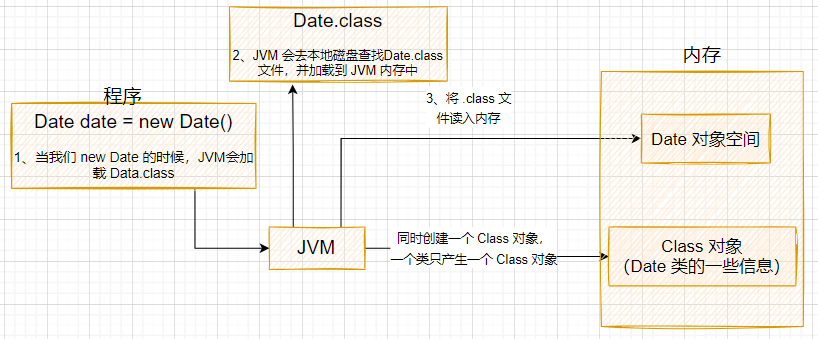 Date.class
2、JVM 会去本地磁盘查找Date.class
文件，并加载到 JVM 内存中
程序
Date date = new Date()
1、当我们 new Date 的时候，JVM会加
载 Data.class
3、将 .class 文
件读入内存
JVM
同时创建一个 Class 对象，
一个类只产生一个 Class 对象
内存
Date 对象空间
Class 对象
（Date 类的一些信息）